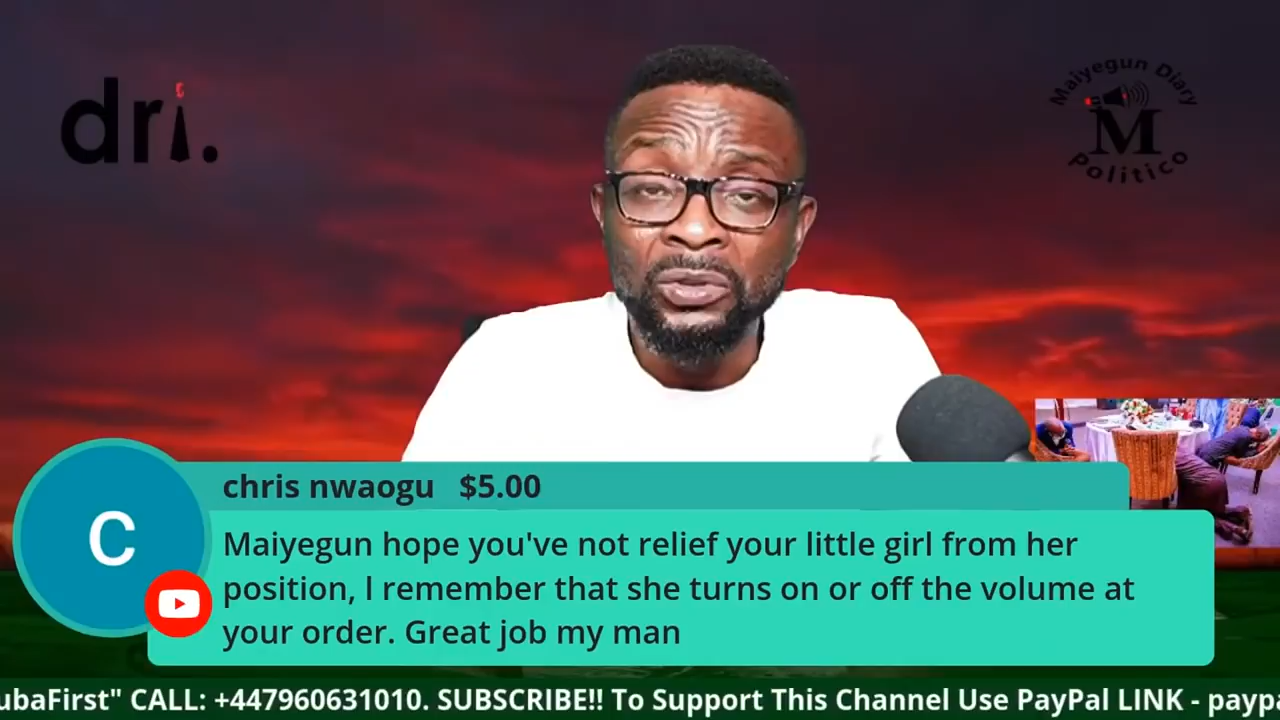 dri.
Maiyegun Diary
M
Politico
C
chris nwaogu $5.00
Maiyegun hope you've not relief your little girl from her
position, I remember that she turns on or off the volume at
your order. Great job my man
ubaFirst" CALL: +447960631010. SUBSCRIBE!! To Support This Channel Use PayPal LINK - paypa